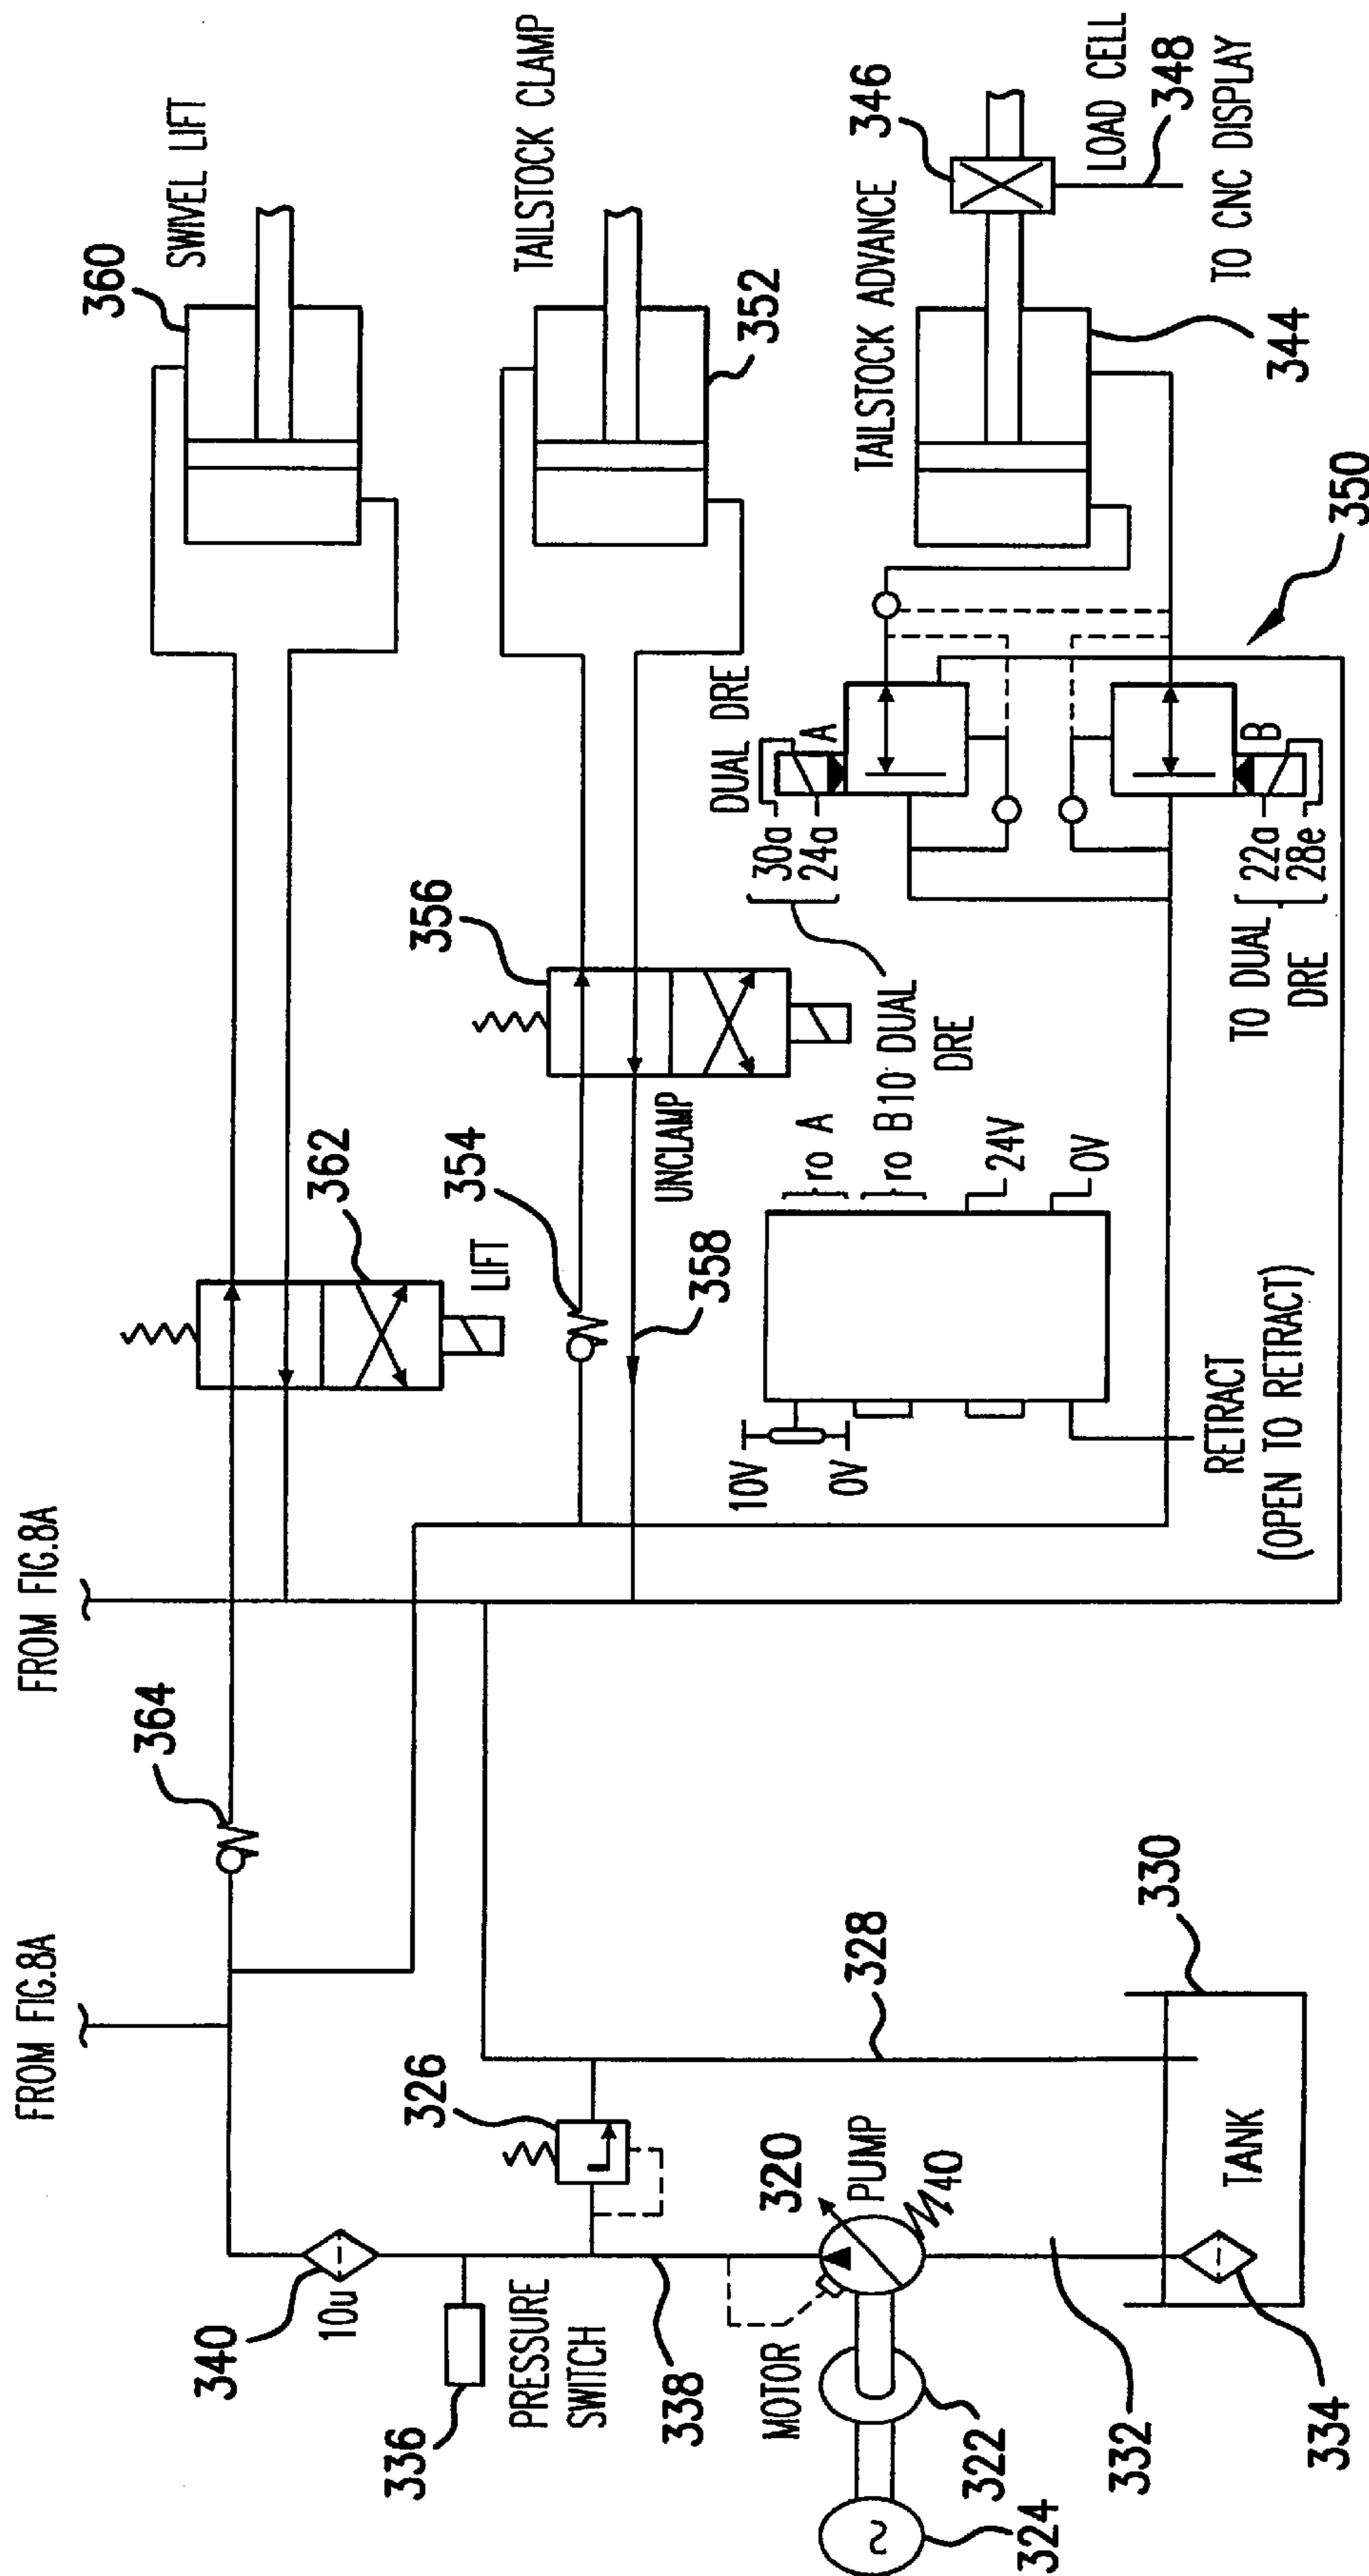 FROM FIG.8A
FROM FIG.8A
364
360
SWIVEL LIFT
362
LIFT
340
10u
336
PRESSURE
SWITCH
338
326
354
356
UNCLAMP
358
TAILSTOCK CLAMP
352
MOTOR
320
PUMP
40
322
324
328
332
334
330
TANK
10V
0V
ro A
ro B
24V
0V
RETRACT
(OPEN TO RETRACT)
10 DUAL
DRE
DUAL DRE
30a
24a
A
B
22a
28e
TO DUAL
DRE
350
TAILSTOCK ADVANCE
346
344
LOAD CELL
348
TO CNC DISPLAY